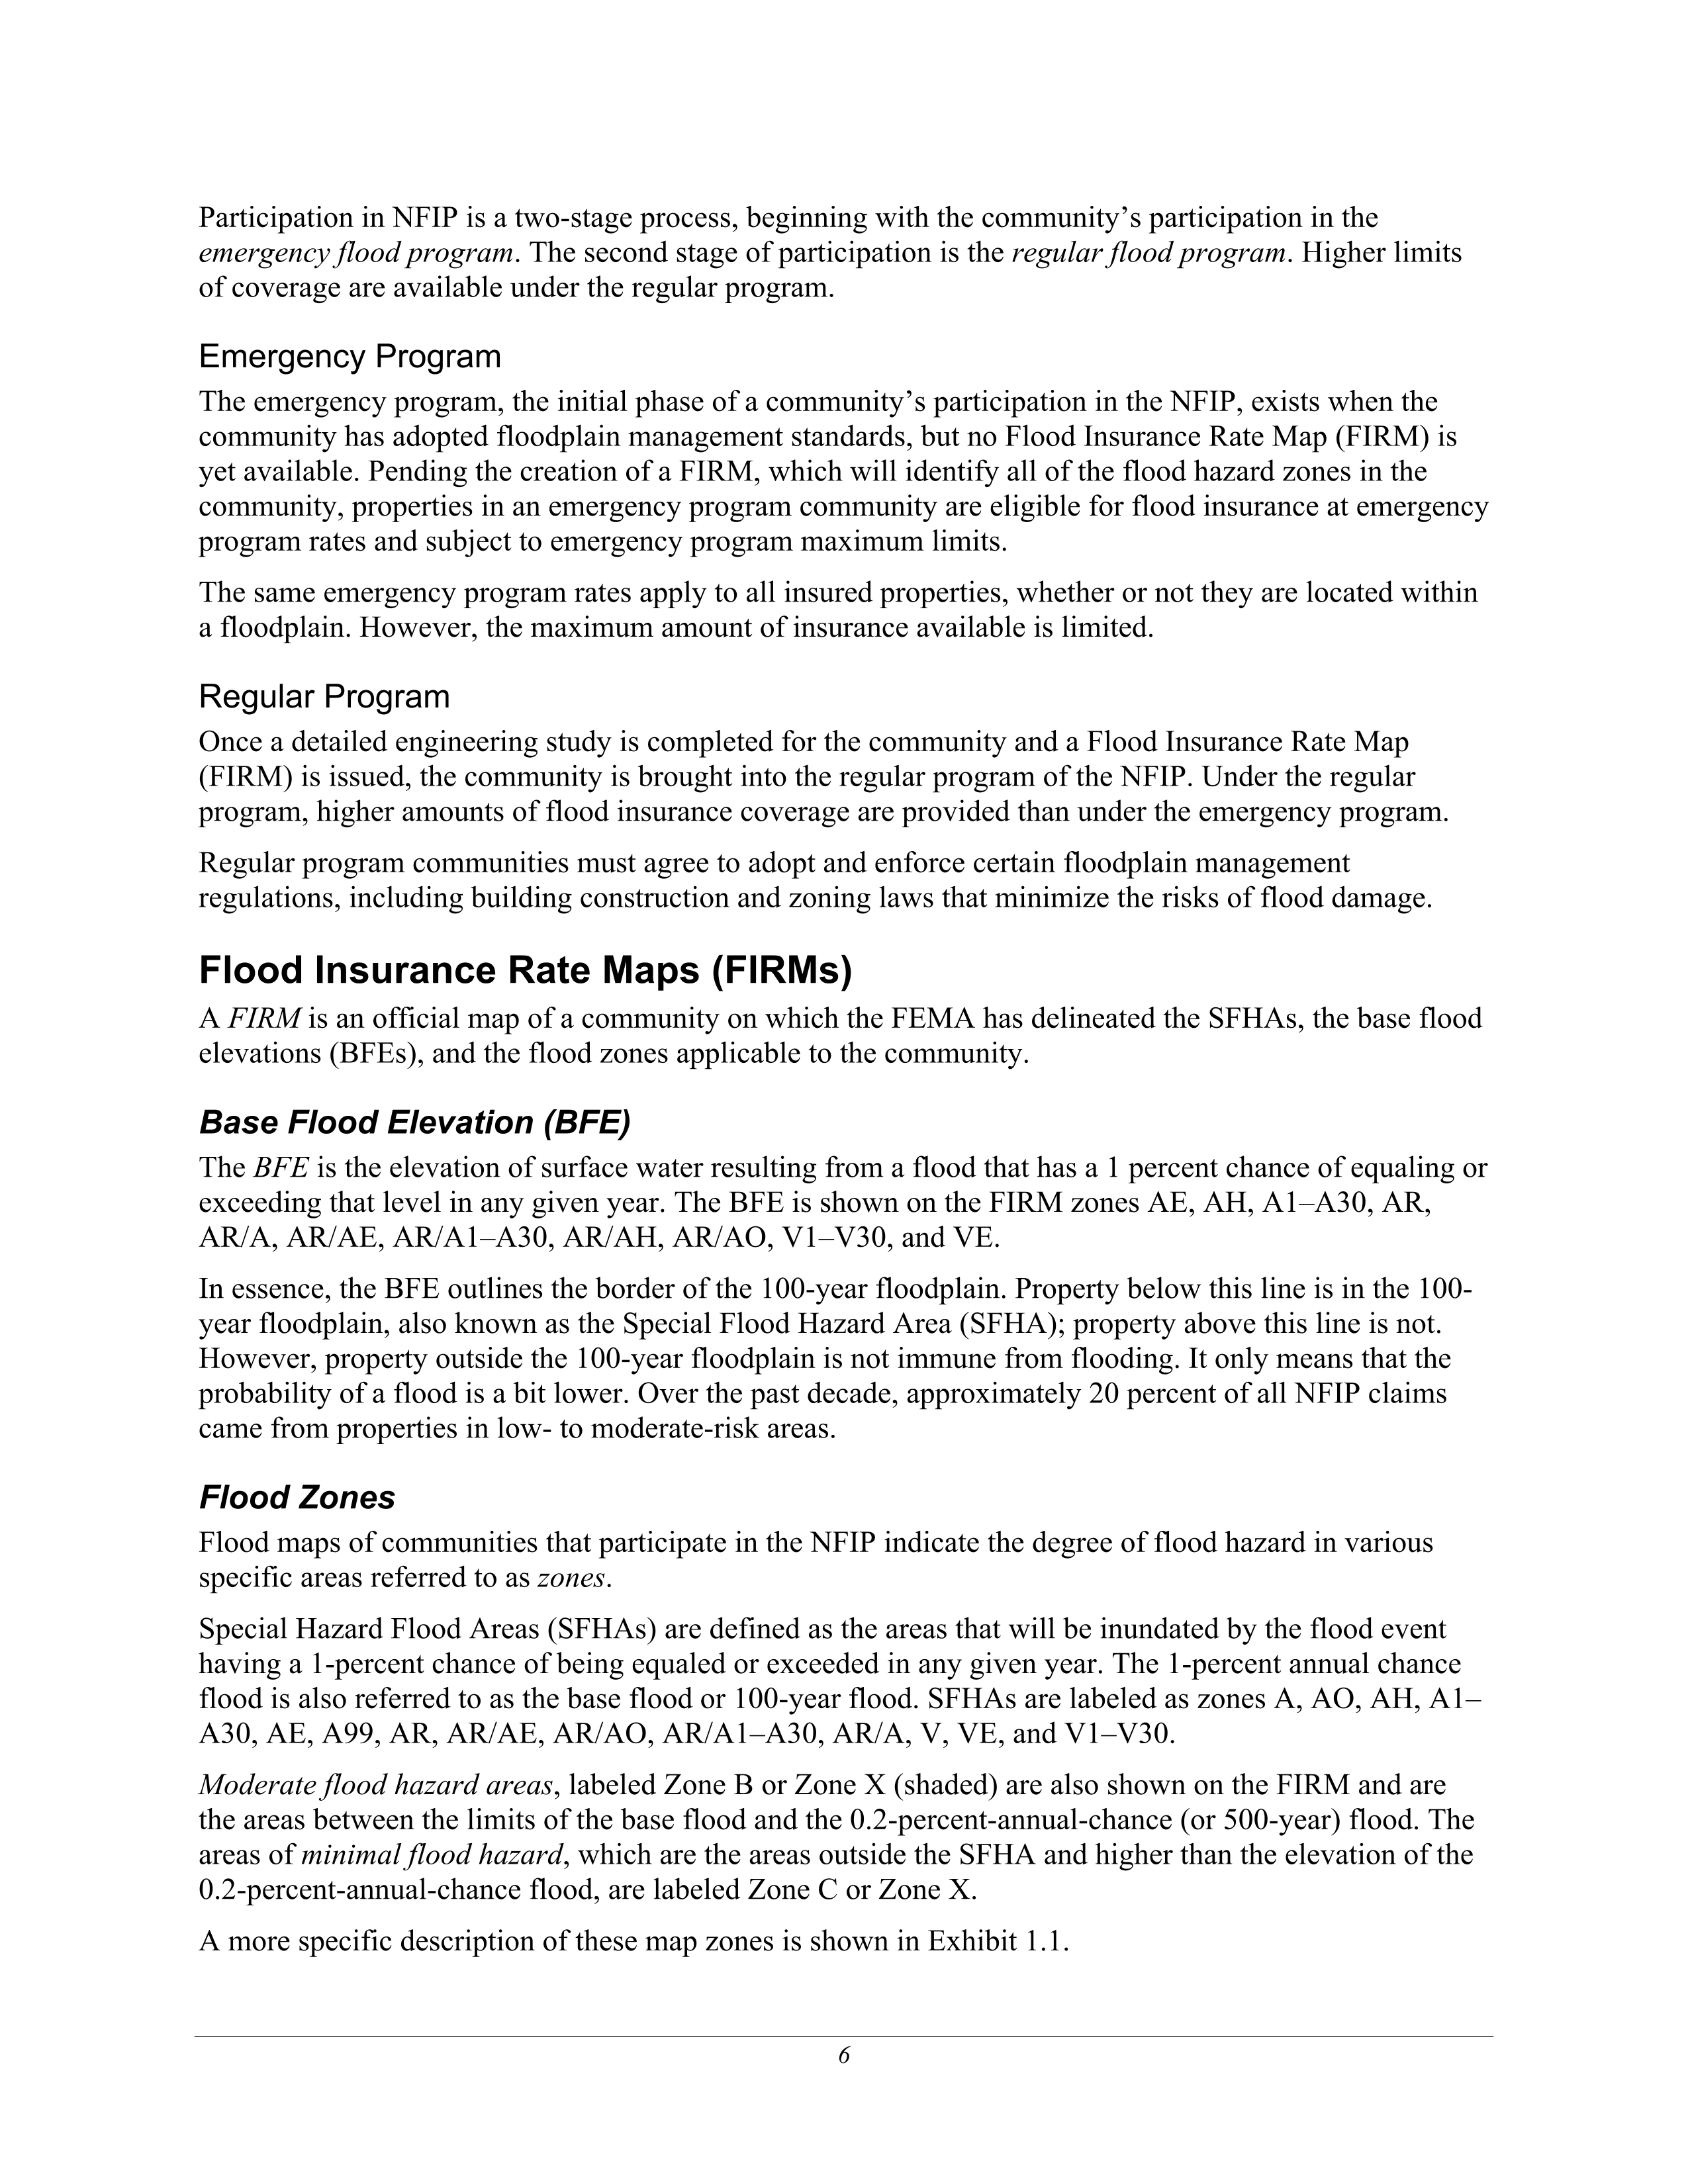 Participation in NFIP is a two-stage process, beginning with the community’s participation in the
emergency flood program. The second stage of participation is the regular flood program. Higher limits
of coverage are available under the regular program.
Emergency Program
The emergency program, the initial phase of a community’s participation in the NFIP, exists when the
community has adopted floodplain management standards, but no Flood Insurance Rate Map (FIRM) is
yet available. Pending the creation of a FIRM, which will identify all of the flood hazard zones in the
community, properties in an emergency program community are eligible for flood insurance at emergency
program rates and subject to emergency program maximum limits.
The same emergency program rates apply to all insured properties, whether or not they are located within
a floodplain. However, the maximum amount of insurance available is limited.
Regular Program
Once a detailed engineering study is completed for the community and a Flood Insurance Rate Map
(FIRM) is issued, the community is brought into the regular program of the NFIP. Under the regular
program, higher amounts of flood insurance coverage are provided than under the emergency program.
Regular program communities must agree to adopt and enforce certain floodplain management
regulations, including building construction and zoning laws that minimize the risks of flood damage.
Flood Insurance Rate Maps (FIRMs)
A FIRM is an official map of a community on which the FEMA has delineated the SFHAs, the base flood
elevations (BFEs), and the flood zones applicable to the community.
Base Flood Elevation (BFE)
The BFE is the elevation of surface water resulting from a flood that has a 1 percent chance of equaling or
exceeding that level in any given year. The BFE is shown on the FIRM zones AE, AH, A1–A30, AR,
AR/A, AR/AE, AR/A1–A30, AR/AH, AR/AO, V1–V30, and VE.
In essence, the BFE outlines the border of the 100-year floodplain. Property below this line is in the 100-
year floodplain, also known as the Special Flood Hazard Area (SFHA); property above this line is not.
However, property outside the 100-year floodplain is not immune from flooding. It only means that the
probability of a flood is a bit lower. Over the past decade, approximately 20 percent of all NFIP claims
came from properties in low- to moderate-risk areas.
Flood Zones
Flood maps of communities that participate in the NFIP indicate the degree of flood hazard in various
specific areas referred to as zones.
Special Hazard Flood Areas (SFHAs) are defined as the areas that will be inundated by the flood event
having a 1-percent chance of being equaled or exceeded in any given year. The 1-percent annual chance
flood is also referred to as the base flood or 100-year flood. SFHAs are labeled as zones A, AO, AH, A1–
A30, AE, A99, AR, AR/AE, AR/AO, AR/A1–A30, AR/A, V, VE, and V1–V30.
Moderate flood hazard areas, labeled Zone B or Zone X (shaded) are also shown on the FIRM and are
the areas between the limits of the base flood and the 0.2-percent-annual-chance (or 500-year) flood. The
areas of minimal flood hazard, which are the areas outside the SFHA and higher than the elevation of the
0.2-percent-annual-chance flood, are labeled Zone C or Zone X.
A more specific description of these map zones is shown in Exhibit 1.1.
6